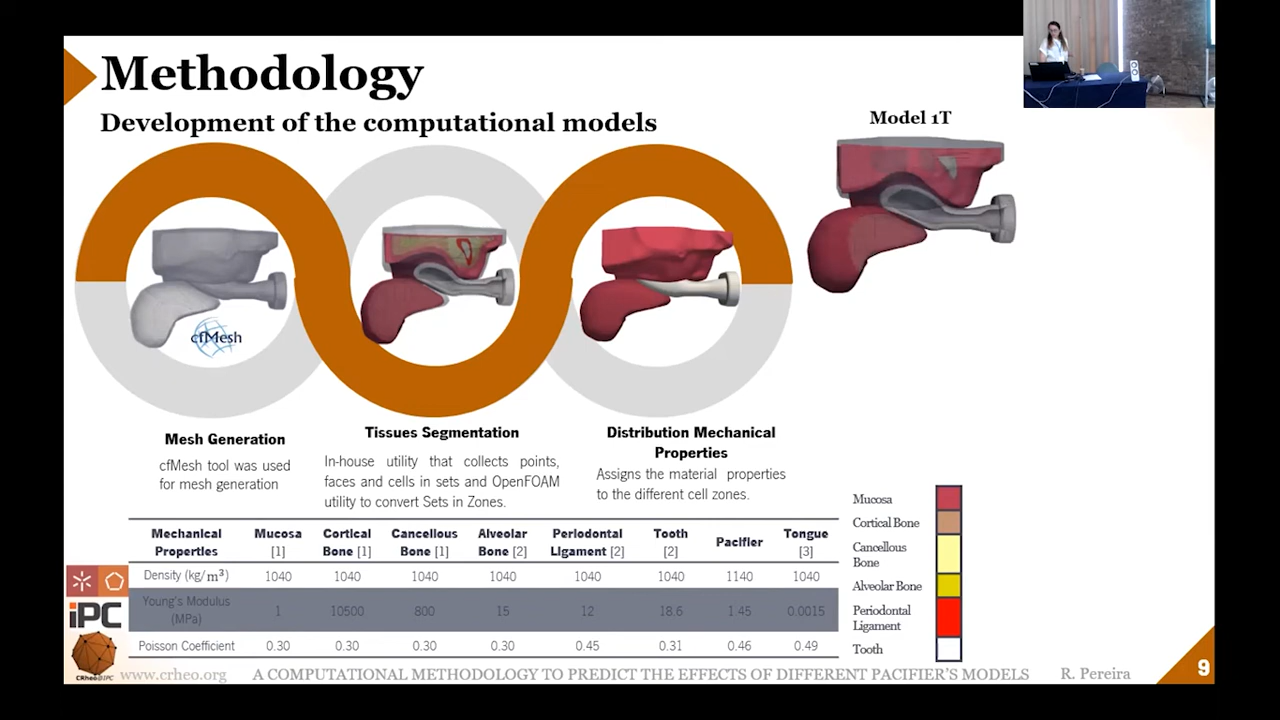 Methodology
Development of the computational models
Model 1T
cfMesh
Mesh Generation
cfMesh tool was used
for mesh generation
Tissues Segmentation
In-house utility that collects points,
faces and cells in sets and OpenFOAM
utility to convert Sets in Zones.
Distribution Mechanical
Properties
Assigns the material properties
to the different cell zones.
Mechanical Properties Mucosa [1] Cortical Bone [1] Cancellous Bone [1] Alveolar Bone [2] Periodontal Ligament [2] Tooth [2] Pacifier Tongue [3]
Density (kg/m³) 1040 1040 1040 1040 1040 1040 1140 1040
Young's Modulus (MPa) 1 10500 800 15 12 18.6 1.45 0.0015
Poisson Coefficient 0.30 0.30 0.30 0.30 0.45 0.31 0.46 0.49
Mucosa
Cortical Bone
Cancellous
Bone
Alveolar Bone
Periodontal
Ligament
Tooth
iPC
CRheo@IPC
www.crheo.org
A COMPUTATIONAL METHODOLOGY TO PREDICT THE EFFECTS OF DIFFERENT PACIFIER'S MODELS
R. Pereira
9